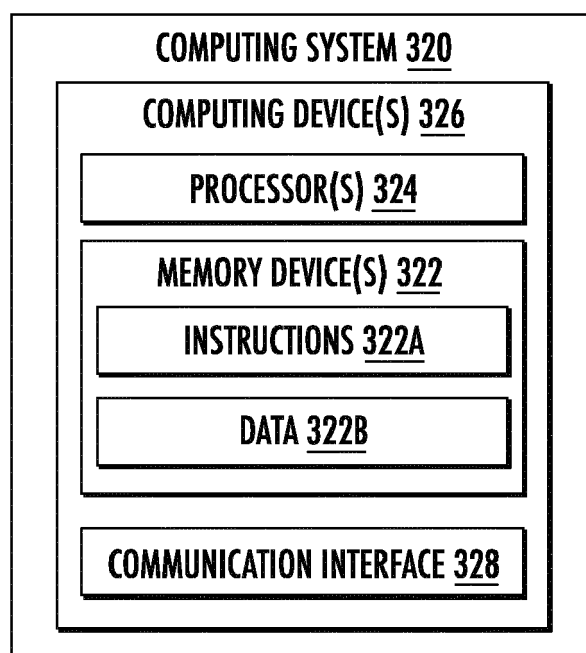 COMPUTING SYSTEM 320
COMPUTING DEVICE(S) 326
PROCESSOR(S) 324
MEMORY DEVICE(S) 322
INSTRUCTIONS 322A
DATA 322B
COMMUNICATION INTERFACE 328